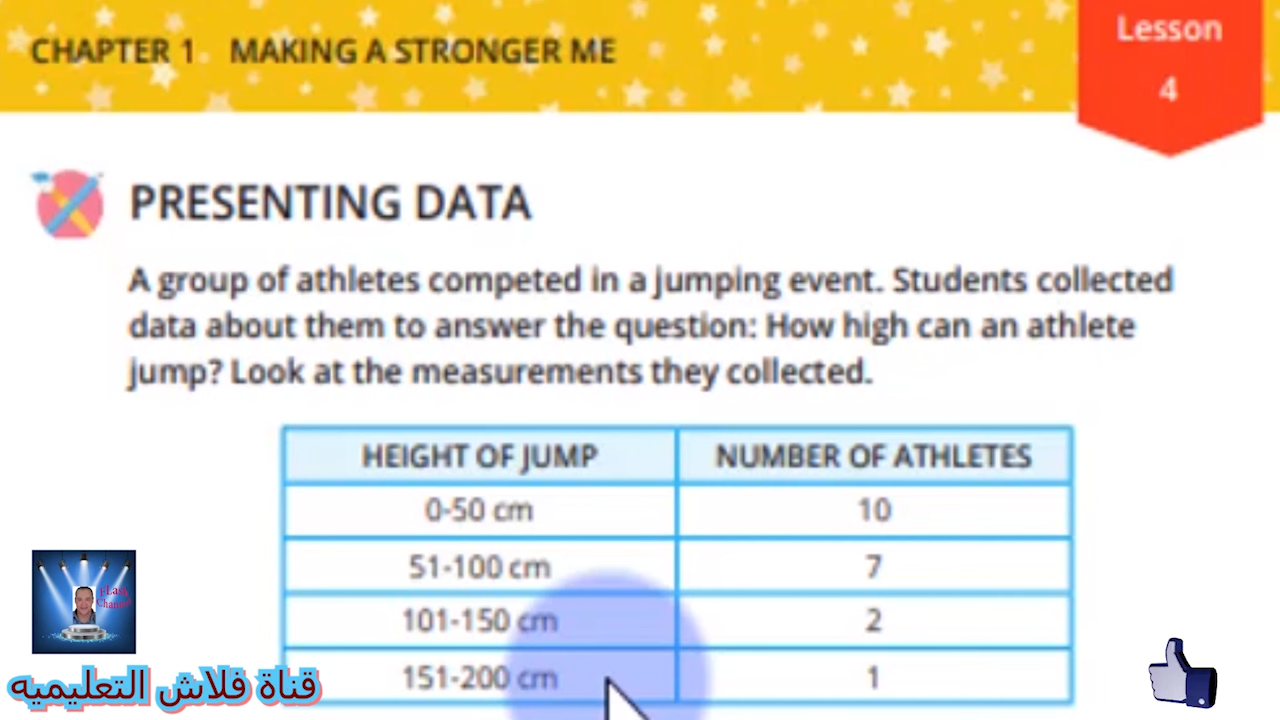 CHAPTER 1 MAKING A STRONGER ME
Lesson
4
PRESENTING DATA
A group of athletes competed in a jumping event. Students collected
data about them to answer the question: How high can an athlete
jump? Look at the measurements they collected.
HEIGHT OF JUMP NUMBER OF ATHLETES
0-50 cm 10
51-100 cm 7
101-150 cm 2
151-200 cm 1
قناة فلاش التعليميه